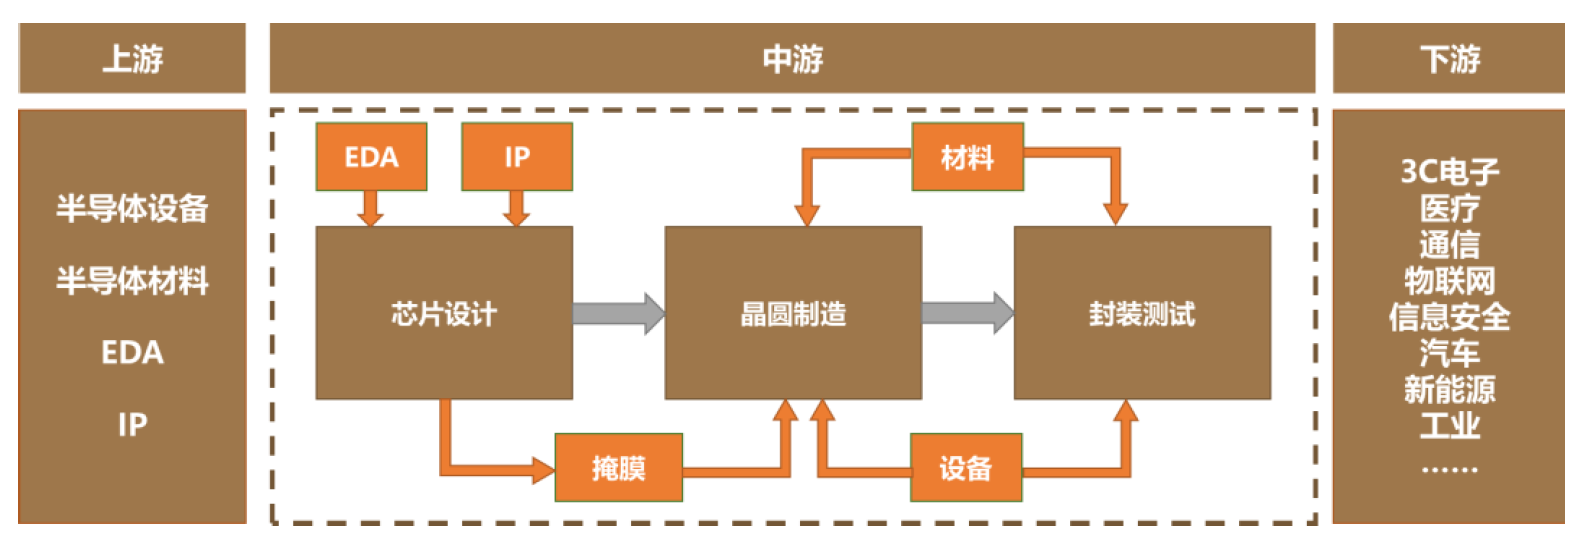 上游
中游
下游
半导体设备
半导体材料
EDA
IP
EDA
IP
材料
芯片设计
晶圆制造
封装测试
掩膜
设备
3C电子
医疗
通信
物联网
信息安全
汽车
新能源
工业
……